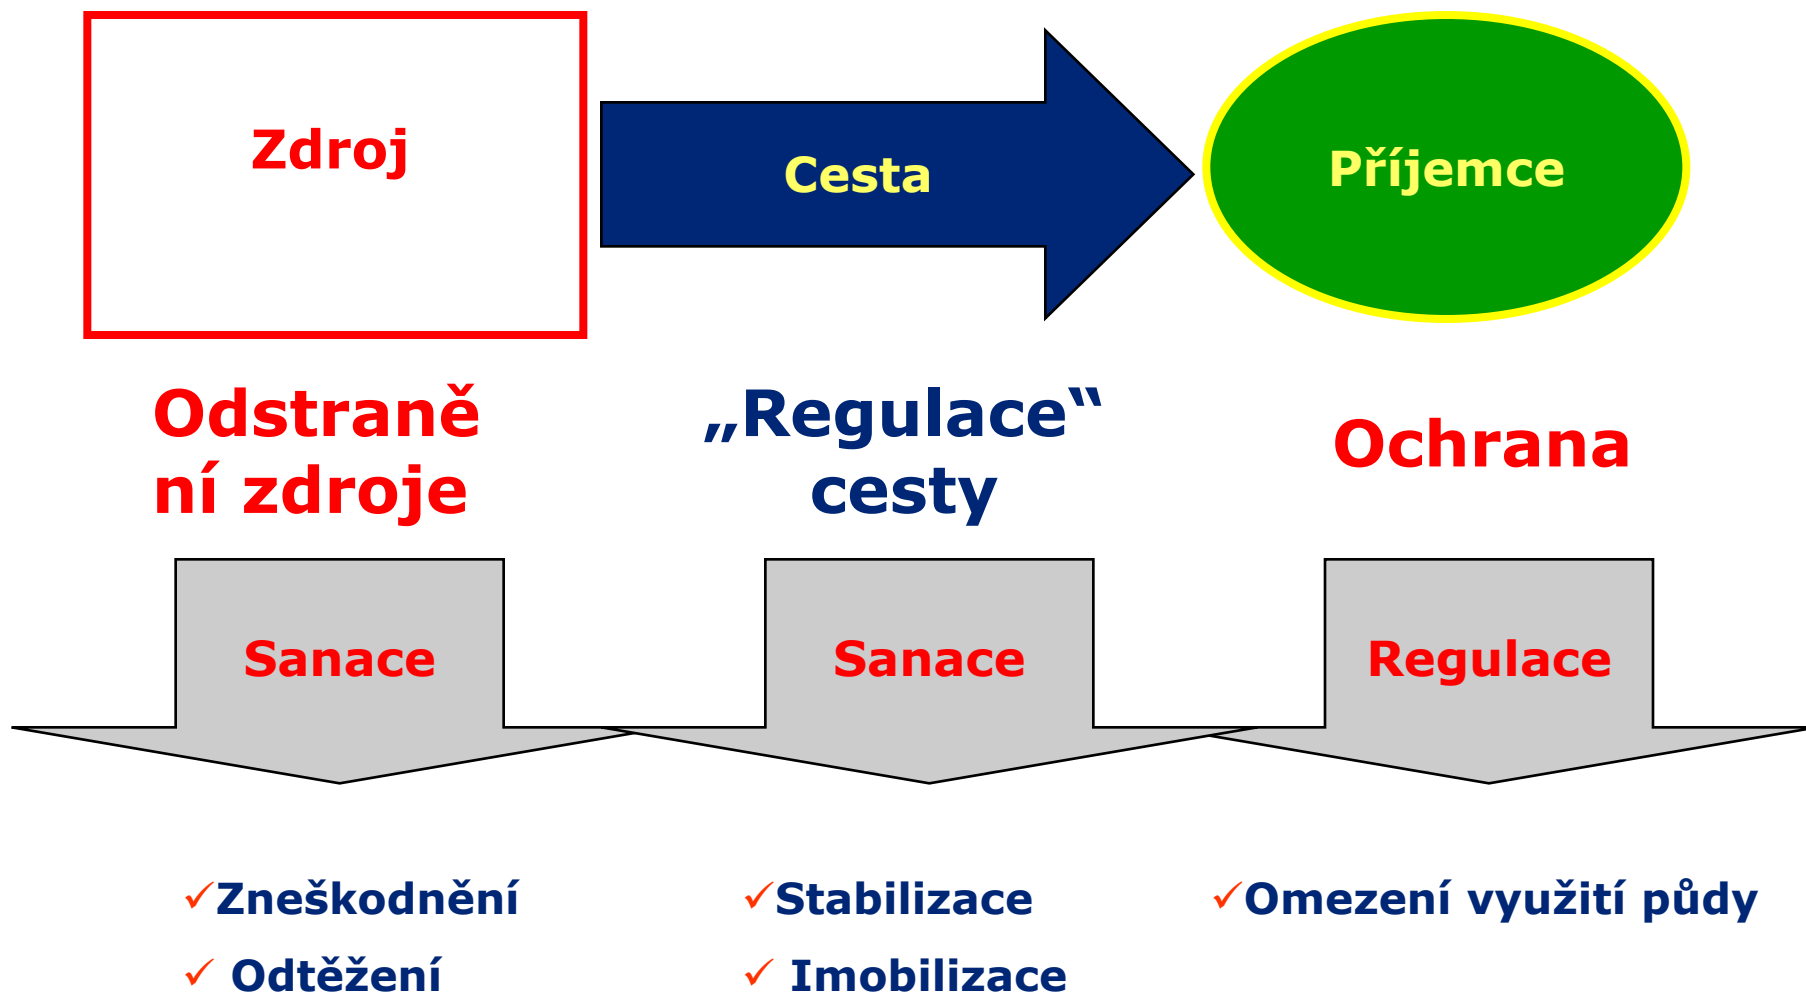 Zdroj
Cesta
Příjemce
Odstraně
ní zdroje
„Regulace“
cesty
Ochrana
Sanace
Sanace
Regulace
✓Zneškodnění
✓ Odtěžení
✓Stabilizace
✓ Imobilizace
✓Omezení využití půdy